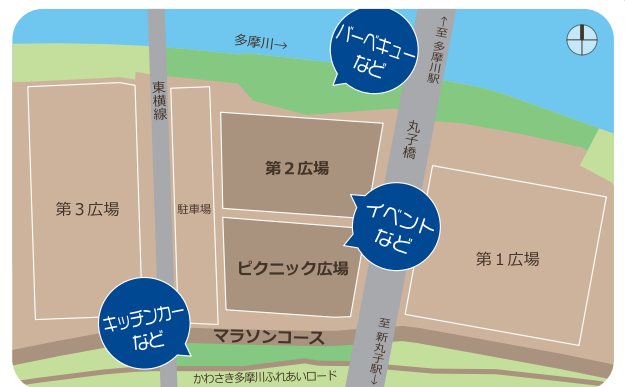 多摩川→
バーベキュー
など
↑至 多摩川駅
東横線
丸子橋
第２広場
第３広場
駐車場
イベント
など
第１広場
ピクニック広場
キッチンカー
など
マラソンコース
至 新丸子駅↓
かわさき多摩川ふれあいロード